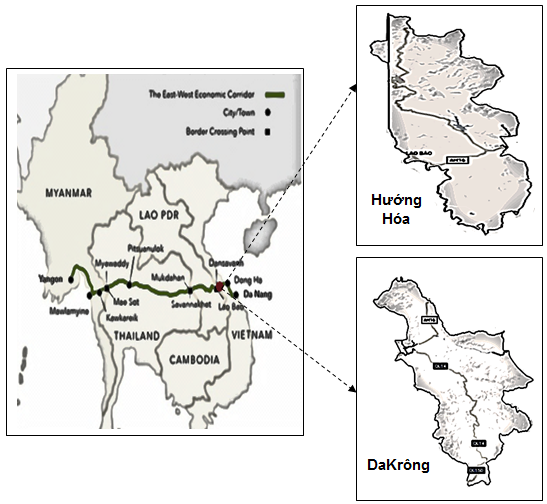 The East-West Economic Corridor
City/Town
Border Crossing Point
MYANMAR
LAO PDR
Pitsanulok
Myawaddy
Mukdahan
Dansavanh
Yangon
Dong Ha
Da Nang
Mawlamyine
Mae Sot
Savannakhet
Lao Bao
Kawkareik
THAILAND
VIETNAM
CAMBODIA
LAO BAO
Hướng
Hóa
QL14
QL14
DaKrông